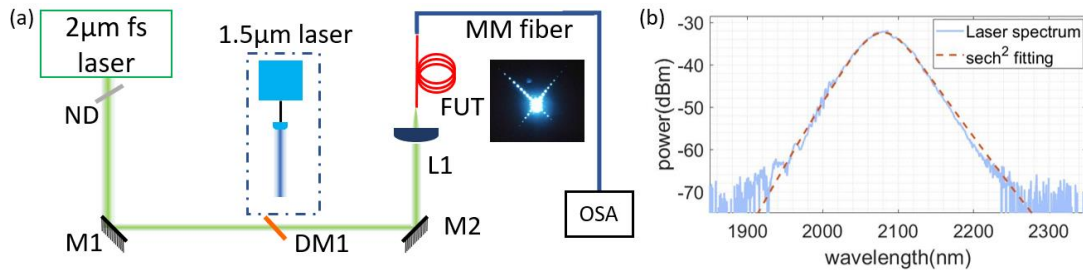 (a)
2μm fs
laser
ND
M1
1.5μm laser
DM1
M2
L1
FUT
MM fiber
OSA
(b)
power(dBm)
-30
-40
-50
-60
-70
Laser spectrum
sech² fitting
1900 2000 2100 2200 2300
wavelength(nm)